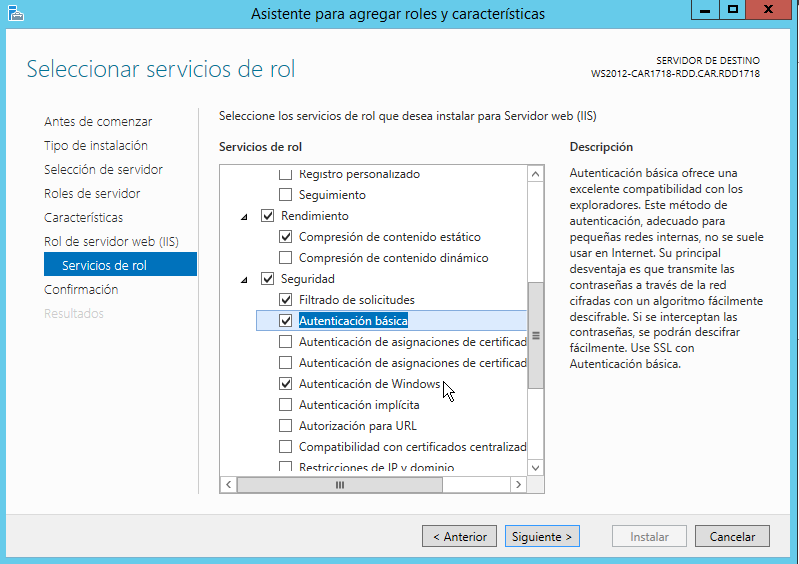 Asistente para agregar roles y características
Seleccionar servicios de rol
SERVIDOR DE DESTINO
WS2012-CAR1718-RDD.CAR.RDD1718
Antes de comenzar
Tipo de instalación
Selección de servidor
Roles de servidor
Características
Rol de servidor web (IIS)
Servicios de rol
Confirmación
Resultados
Seleccione los servicios de rol que desea instalar para Servidor web (IIS)
Servicios de rol
Registro personalizado
Seguimiento
Rendimiento
Compresión de contenido estático
Compresión de contenido dinámico
Seguridad
Filtrado de solicitudes
Autenticación básica
Autenticación de asignaciones de certificad
Autenticación de asignaciones de certificad
Autenticación de Windows
Autenticación implícita
Autorización para URL
Compatibilidad con certificados centralizad
Restricciones de IP y dominio
Descripción
Autenticación básica ofrece una
excelente compatibilidad con los
exploradores. Este método de
autenticación, adecuado para
pequeñas redes internas, no se suele
usar en Internet. Su principal
desventaja es que transmite las
contraseñas a través de la red
cifradas con un algoritmo fácilmente
descifrable. Si se interceptan las
contraseñas, se podrán descifrar
fácilmente. Use SSL con
Autenticación básica.
< Anterior
Siguiente >
Instalar
Cancelar